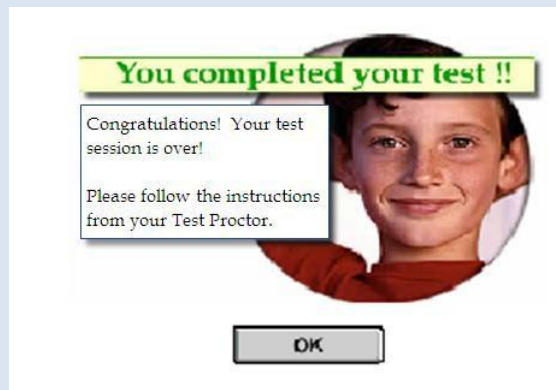 You completed your test !!
Congratulations! Your test
session is over!
Please follow the instructions
from your Test Proctor.
OK